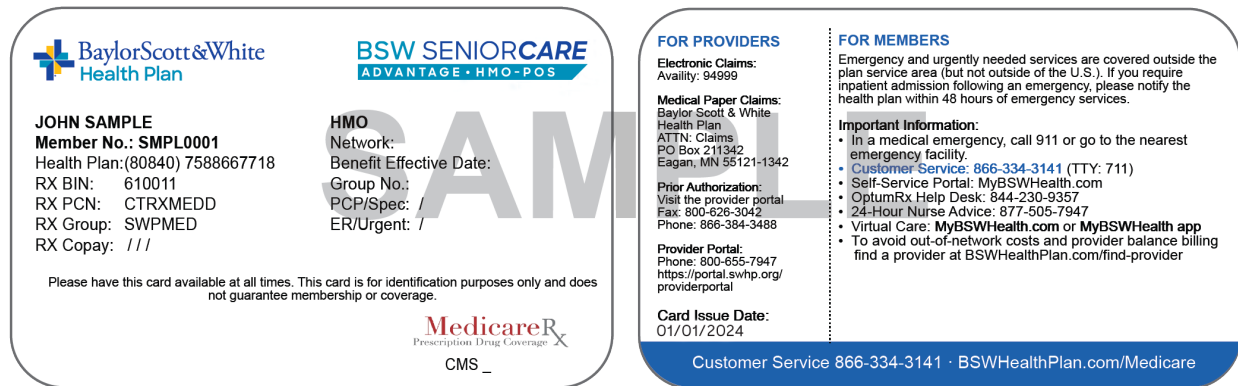 BaylorScott&White
Health Plan
BSW SENIORCARE
ADVANTAGE · HMO-POS
JOHN SAMPLE
Member No.: SMPL0001
Health Plan:(80840) 7588667718
RX BIN: 610011
RX PCN: CTRXMEDD
RX Group: SWPMED
RX Copay: / / /
HMO
Network:
Benefit Effective Date:
Group No.:
PCP/Spec: /
ER/Urgent: /
Please have this card available at all times. This card is for identification purposes only and does
not guarantee membership or coverage.
MedicareRx
Prescription Drug Coverage
CMS _
SAMPLE
FOR PROVIDERS
Electronic Claims:
Availity: 94999
Medical Paper Claims:
Baylor Scott & White
Health Plan
ATTN: Claims
PO Box 211342
Eagan, MN 55121-1342
Prior Authorization:
Visit the provider portal
Fax: 800-626-3042
Phone: 866-384-3488
Provider Portal:
Phone: 800-655-7947
https://portal.swhp.org/
providerportal
Card Issue Date:
01/01/2024
FOR MEMBERS
Emergency and urgently needed services are covered outside the
plan service area (but not outside of the U.S.). If you require
inpatient admission following an emergency, please notify the
health plan within 48 hours of emergency services.
Important Information:
• In a medical emergency, call 911 or go to the nearest
emergency facility.
• Customer Service: 866-334-3141 (TTY: 711)
• Self-Service Portal: MyBSWHealth.com
• OptumRx Help Desk: 844-230-9357
• 24-Hour Nurse Advice: 877-505-7947
• Virtual Care: MyBSWHealth.com or MyBSWHealth app
• To avoid out-of-network costs and provider balance billing
find a provider at BSWHealthPlan.com/find-provider
Customer Service 866-334-3141 · BSWHealthPlan.com/Medicare